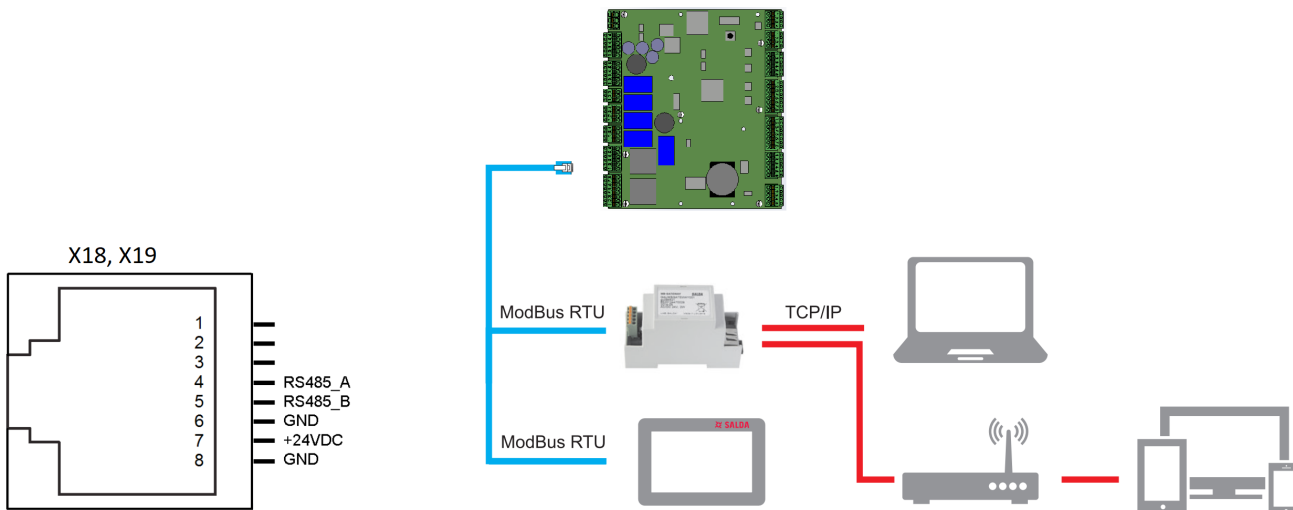 X18, X19
1
2
3
4 RS485_A
5 RS485_B
6 GND
7 +24VDC
8 GND
ModBus RTU
SALDA
TCP/IP
ModBus RTU
SALDA